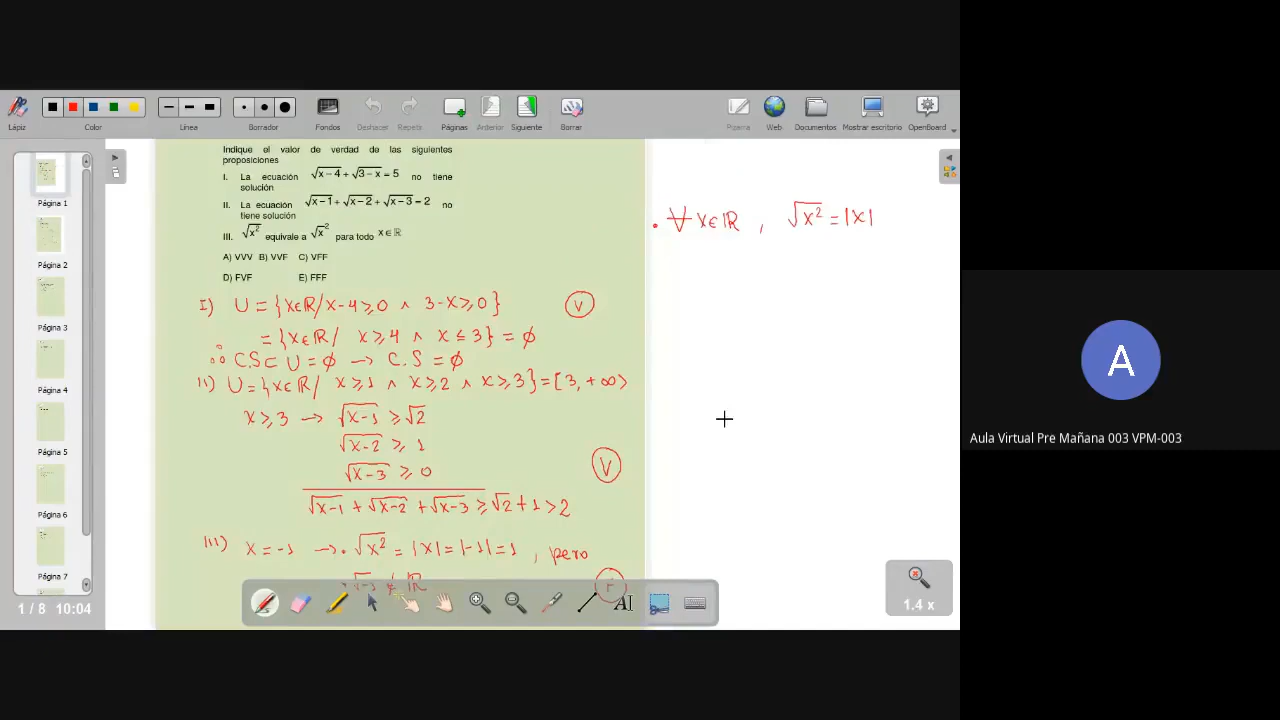 Lápiz Color Línea Borrador Fondos Deshacer Repetir Páginas Anterior Siguiente Borrar Pizarra Web Documentos Mostrar escritorio OpenBoard
Página 1
Página 2
Página 3
Página 4
Página 5
Página 6
Página 7
1 / 8 10:04
Indique el valor de verdad de las siguientes
proposiciones
I. La ecuación √x−4 + √3−x = 5 no tiene
solución
II. La ecuación √x−1 + √x−2 + √x−3 = 2 no
tiene solución
III. √x² equivale a √x² para todo x∈ℝ
A) VVV B) VVF C) VFF
D) FVF E) FFF
I) U = {x∈ℝ/x−4≥0 ∧ 3−x≥0} V
= {x∈ℝ/ x≥4 ∧ x≤3} = ∅
∴ C.S ⊂ U = ∅ → C.S = ∅
II) U = {x∈ℝ/ x≥1 ∧ x≥2 ∧ x≥3} = [3, +∞>
x≥3 → √x−1 ≥ √2
√x−2 ≥ 1
√x−3 ≥ 0 V
√x−1 + √x−2 + √x−3 ≥ √2 + 1 > 2
III) x = −1 → • √x² = |x| = |−1| = 1 , pero
• ∀ x∈ℝ , √x² = |x|
1.4 x
A
Aula Virtual Pre Mañana 003 VPM-003